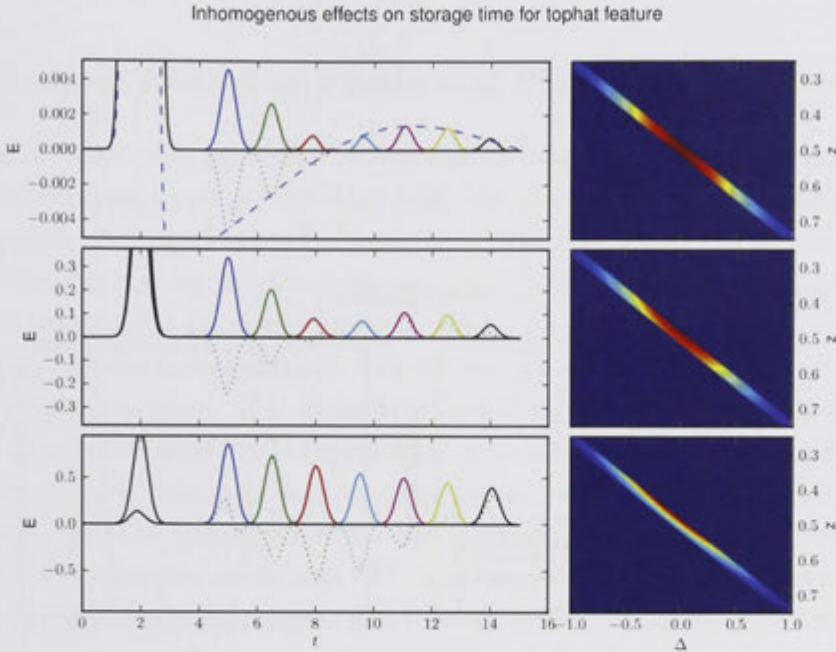 Inhomogenous effects on storage time for tophat feature
0.004
0.002
0.000
−0.002
−0.004
E
0.3
0.4
0.5
0.6
0.7
z
0.3
0.2
0.1
0.0
−0.1
−0.2
−0.3
E
0.3
0.4
0.5
0.6
0.7
z
0.5
0.0
−0.5
E
0.3
0.4
0.5
0.6
0.7
z
0 2 4 6 8 10 12 14 16
t
−1.0 −0.5 0.0 0.5 1.0
Δ